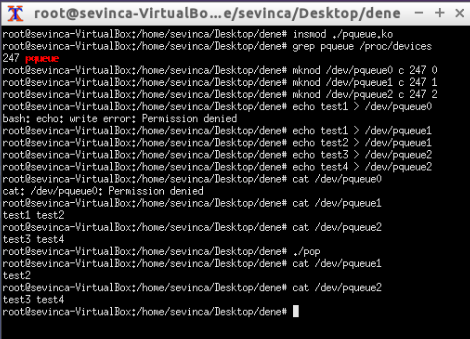 root@sevinca-VirtualBo...e/sevinca/Desktop/dene
root@sevinca-VirtualBox:/home/sevinca/Desktop/dene# insmod ./pqueue.ko
root@sevinca-VirtualBox:/home/sevinca/Desktop/dene# grep pqueue /proc/devices
247 pqueue
root@sevinca-VirtualBox:/home/sevinca/Desktop/dene# mknod /dev/pqueue0 c 247 0
root@sevinca-VirtualBox:/home/sevinca/Desktop/dene# mknod /dev/pqueue1 c 247 1
root@sevinca-VirtualBox:/home/sevinca/Desktop/dene# mknod /dev/pqueue2 c 247 2
root@sevinca-VirtualBox:/home/sevinca/Desktop/dene# echo test1 > /dev/pqueue0
bash: echo: write error: Permission denied
root@sevinca-VirtualBox:/home/sevinca/Desktop/dene# echo test1 > /dev/pqueue1
root@sevinca-VirtualBox:/home/sevinca/Desktop/dene# echo test2 > /dev/pqueue1
root@sevinca-VirtualBox:/home/sevinca/Desktop/dene# echo test3 > /dev/pqueue2
root@sevinca-VirtualBox:/home/sevinca/Desktop/dene# echo test4 > /dev/pqueue2
root@sevinca-VirtualBox:/home/sevinca/Desktop/dene# cat /dev/pqueue0
cat: /dev/pqueue0: Permission denied
root@sevinca-VirtualBox:/home/sevinca/Desktop/dene# cat /dev/pqueue1
test1 test2
root@sevinca-VirtualBox:/home/sevinca/Desktop/dene# cat /dev/pqueue2
test3 test4
root@sevinca-VirtualBox:/home/sevinca/Desktop/dene# ./pop
root@sevinca-VirtualBox:/home/sevinca/Desktop/dene# cat /dev/pqueue1
test2
root@sevinca-VirtualBox:/home/sevinca/Desktop/dene# cat /dev/pqueue2
test3 test4
root@sevinca-VirtualBox:/home/sevinca/Desktop/dene#